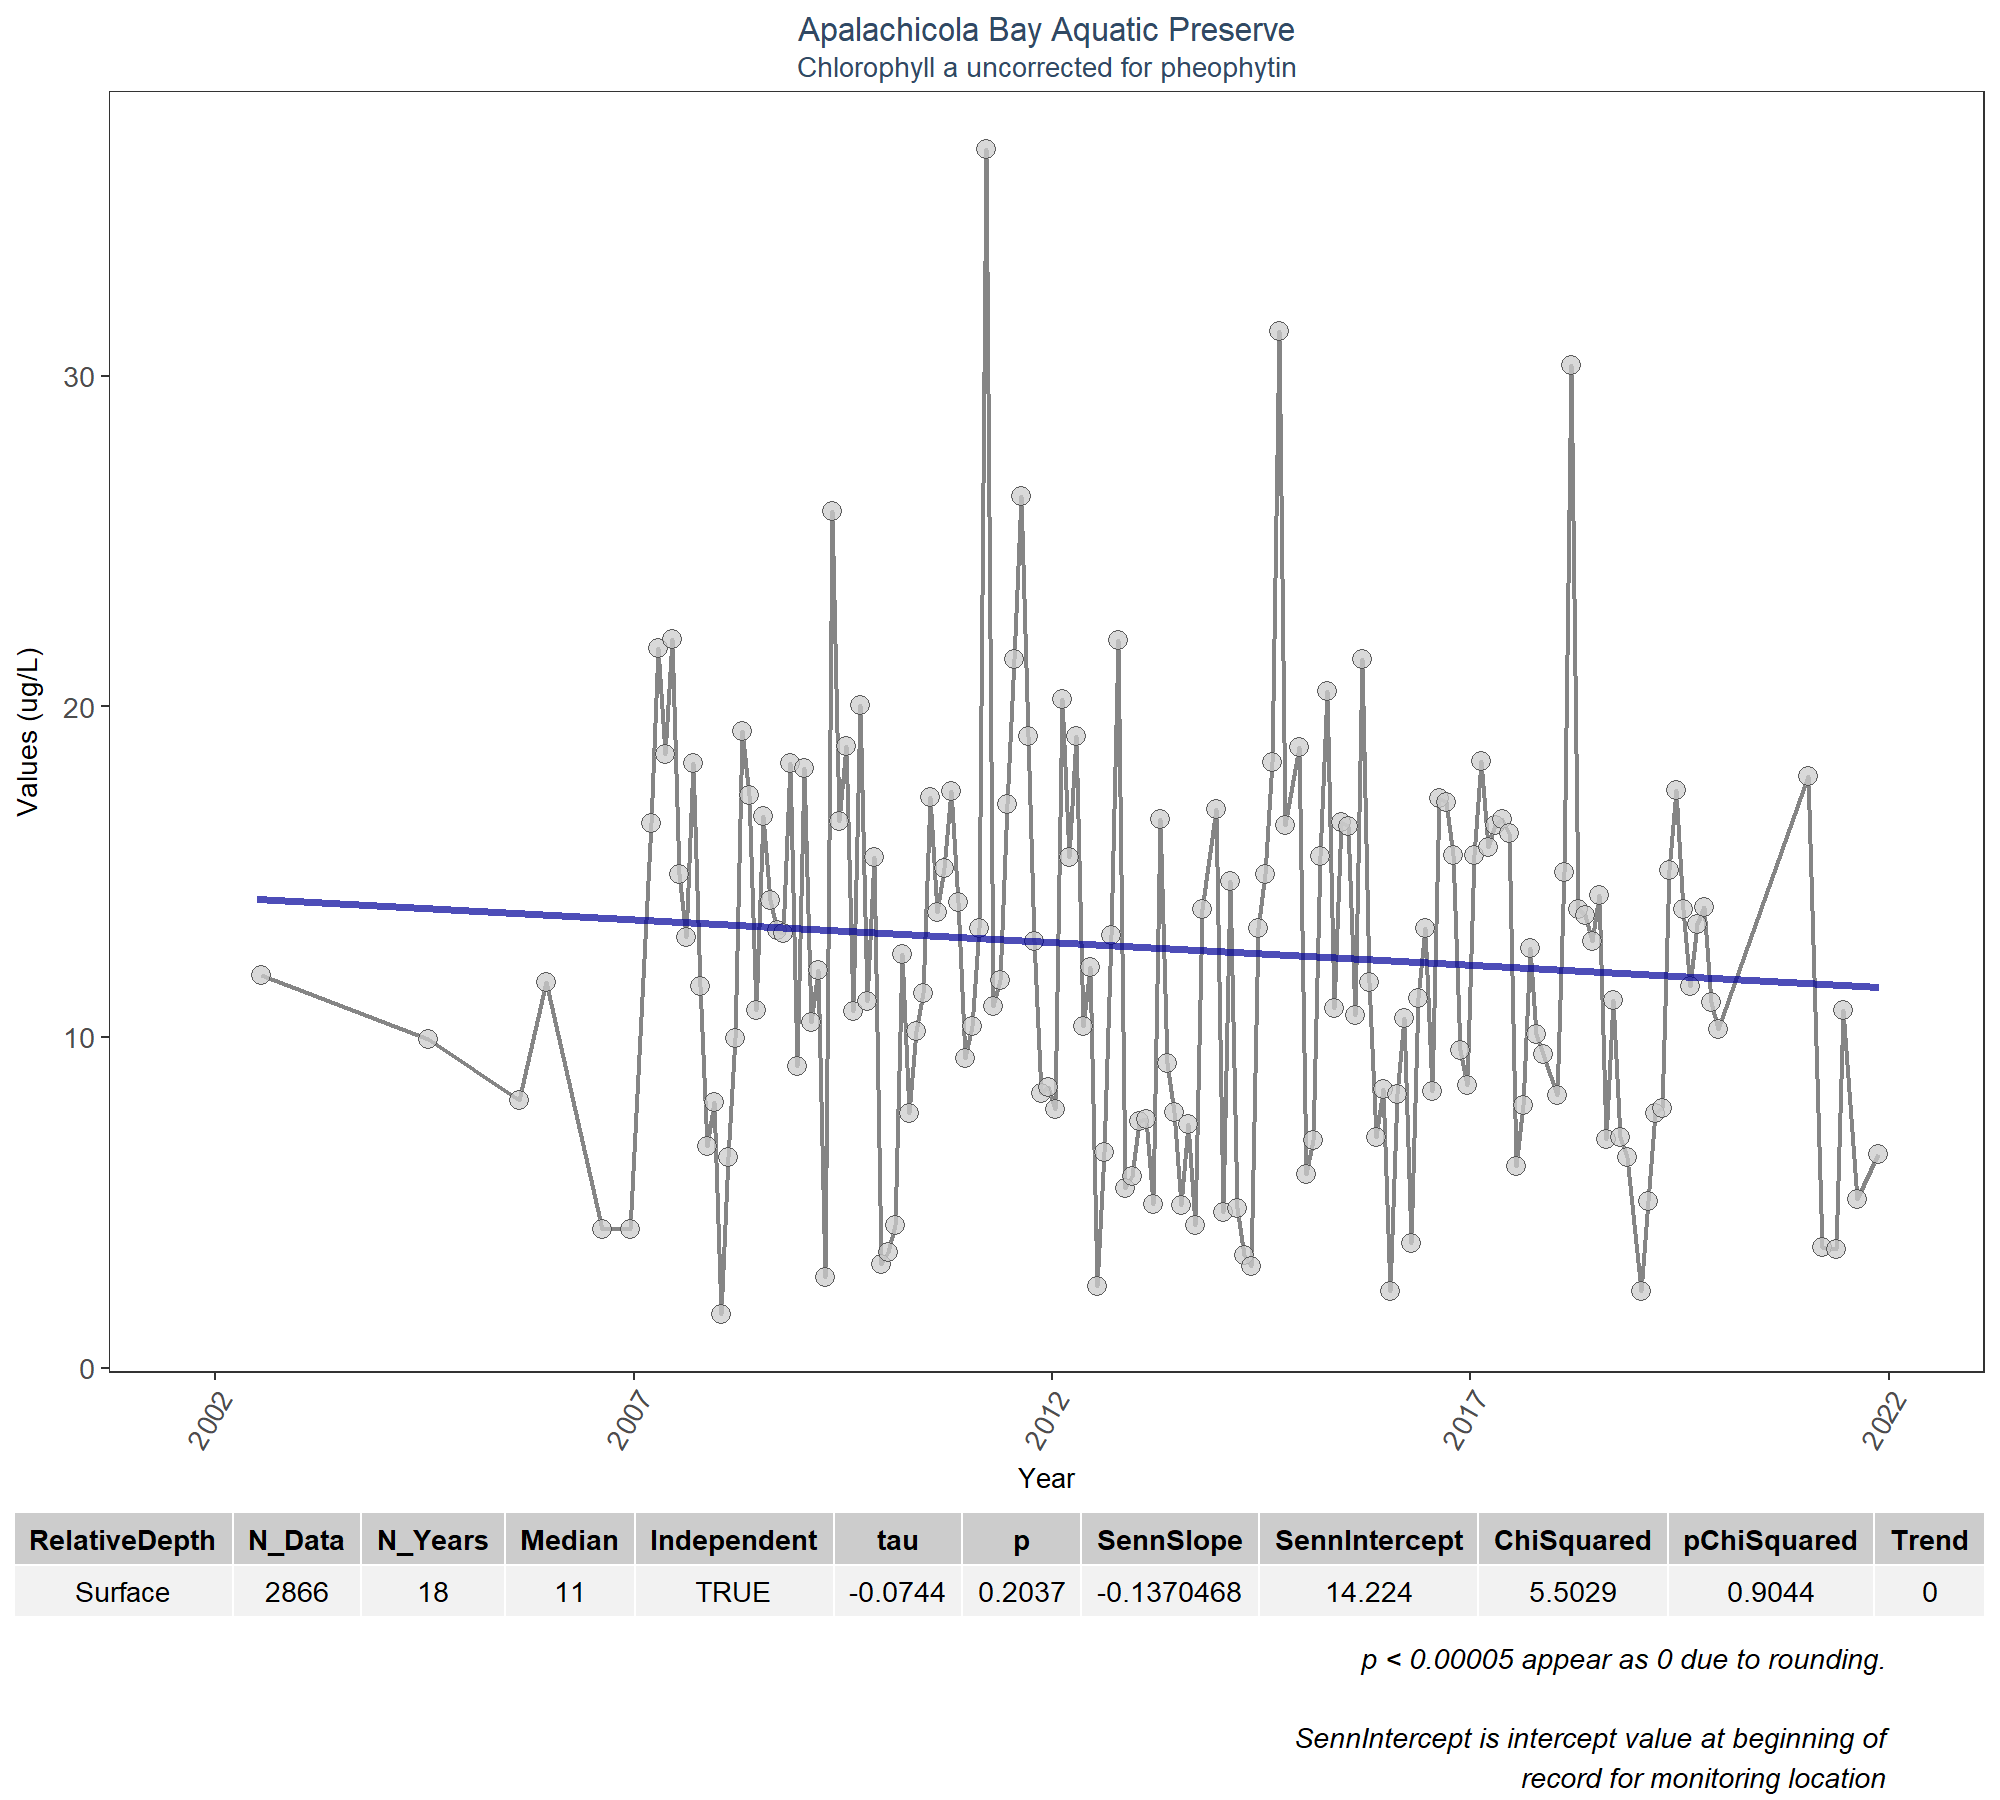 Apalachicola Bay Aquatic Preserve
Chlorophyll a uncorrected for pheophytin
Values (ug/L)
30
20
10
0
2002 2007 2012 2017 2022
Year
RelativeDepth N_Data N_Years Median Independent tau p SennSlope SennIntercept ChiSquared pChiSquared Trend
Surface 2866 18 11 TRUE -0.0744 0.2037 -0.1370468 14.224 5.5029 0.9044 0
p < 0.00005 appear as 0 due to rounding.
SennIntercept is intercept value at beginning of
record for monitoring location